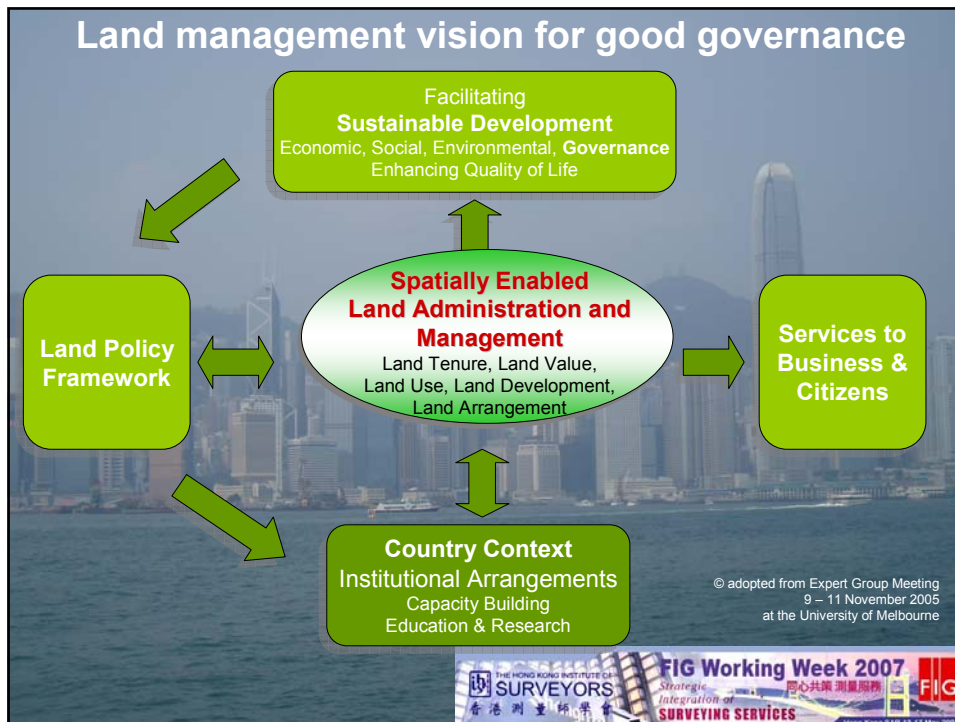 Land management vision for good governance
Facilitating
Sustainable Development
Economic, Social, Environmental, Governance
Enhancing Quality of Life
Spatially Enabled
Land Administration and
Management
Land Tenure, Land Value,
Land Use, Land Development,
Land Arrangement
Land Policy
Framework
Services to
Business &
Citizens
Country Context
Institutional Arrangements
Capacity Building
Education & Research
© adopted from Expert Group Meeting
9 – 11 November 2005
at the University of Melbourne
THE HONG KONG INSTITUTE OF
SURVEYORS
香港測量師學會
FIG Working Week 2007
Strategic
同心共策 測量服務
Integration of
SURVEYING SERVICES
FIG